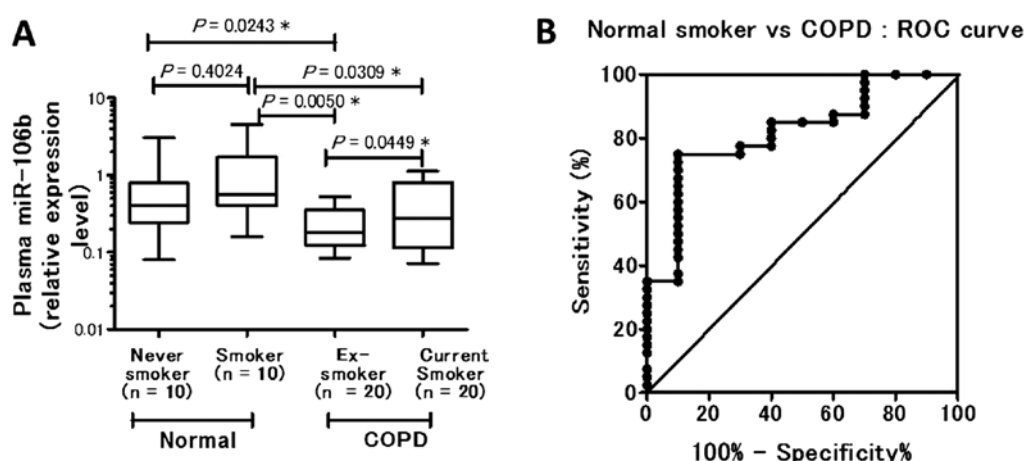 A
P = 0.0243 *
P = 0.4024
P = 0.0309 *
P = 0.0050 *
P = 0.0449 *
Plasma miR-106b
(relative expression
level)
10
1
0.1
0.01
Never
smoker
(n = 10)
Smoker
(n = 10)
Ex-
smoker
(n = 20)
Current
Smoker
(n = 20)
Normal
COPD
B
Normal smoker vs COPD : ROC curve
Sensitivity (%)
100
80
60
40
20
0
0 20 40 60 80 100
100% - Specificity%